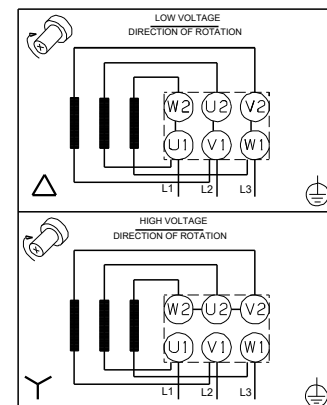 LOW VOLTAGE
DIRECTION OF ROTATION
W2 U2 V2
U1 V1 W1
L1 L2 L3
HIGH VOLTAGE
DIRECTION OF ROTATION
W2 U2 V2
U1 V1 W1
L1 L2 L3